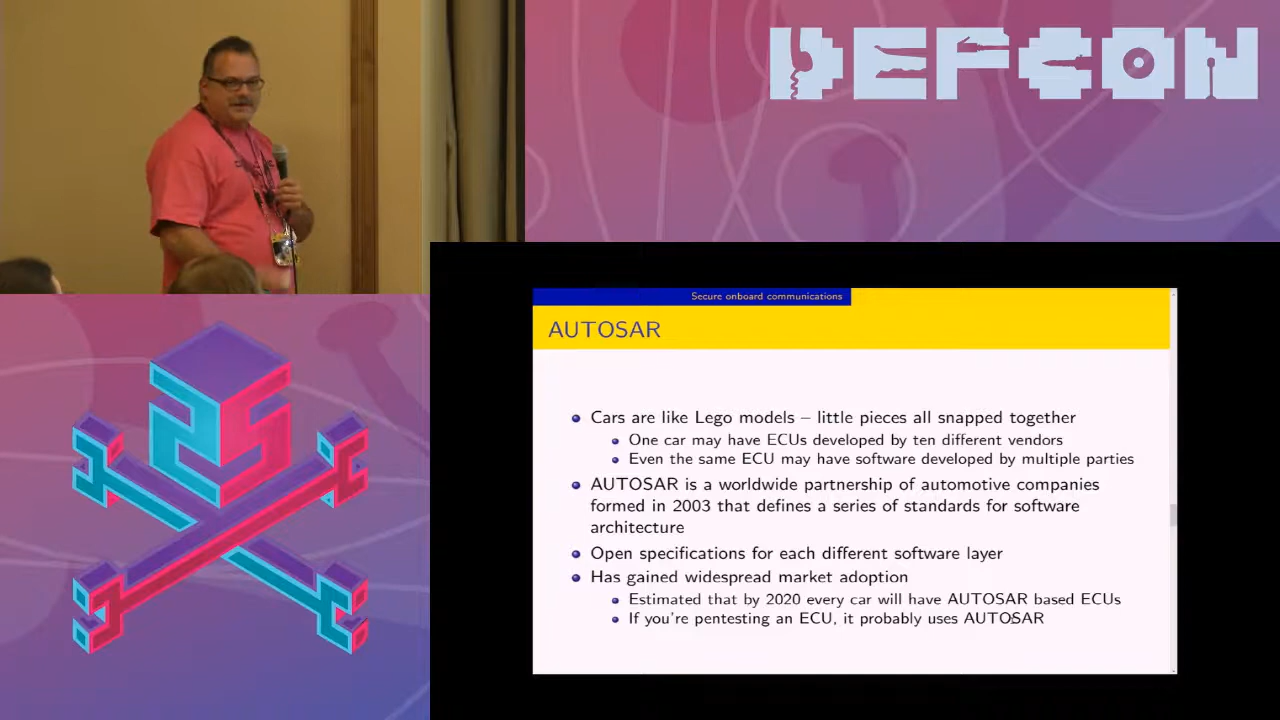 DEFCON
Secure onboard communications
AUTOSAR
Cars are like Lego models – little pieces all snapped together
One car may have ECUs developed by ten different vendors
Even the same ECU may have software developed by multiple parties
AUTOSAR is a worldwide partnership of automotive companies
formed in 2003 that defines a series of standards for software
architecture
Open specifications for each different software layer
Has gained widespread market adoption
Estimated that by 2020 every car will have AUTOSAR based ECUs
If you're pentesting an ECU, it probably uses AUTOSAR